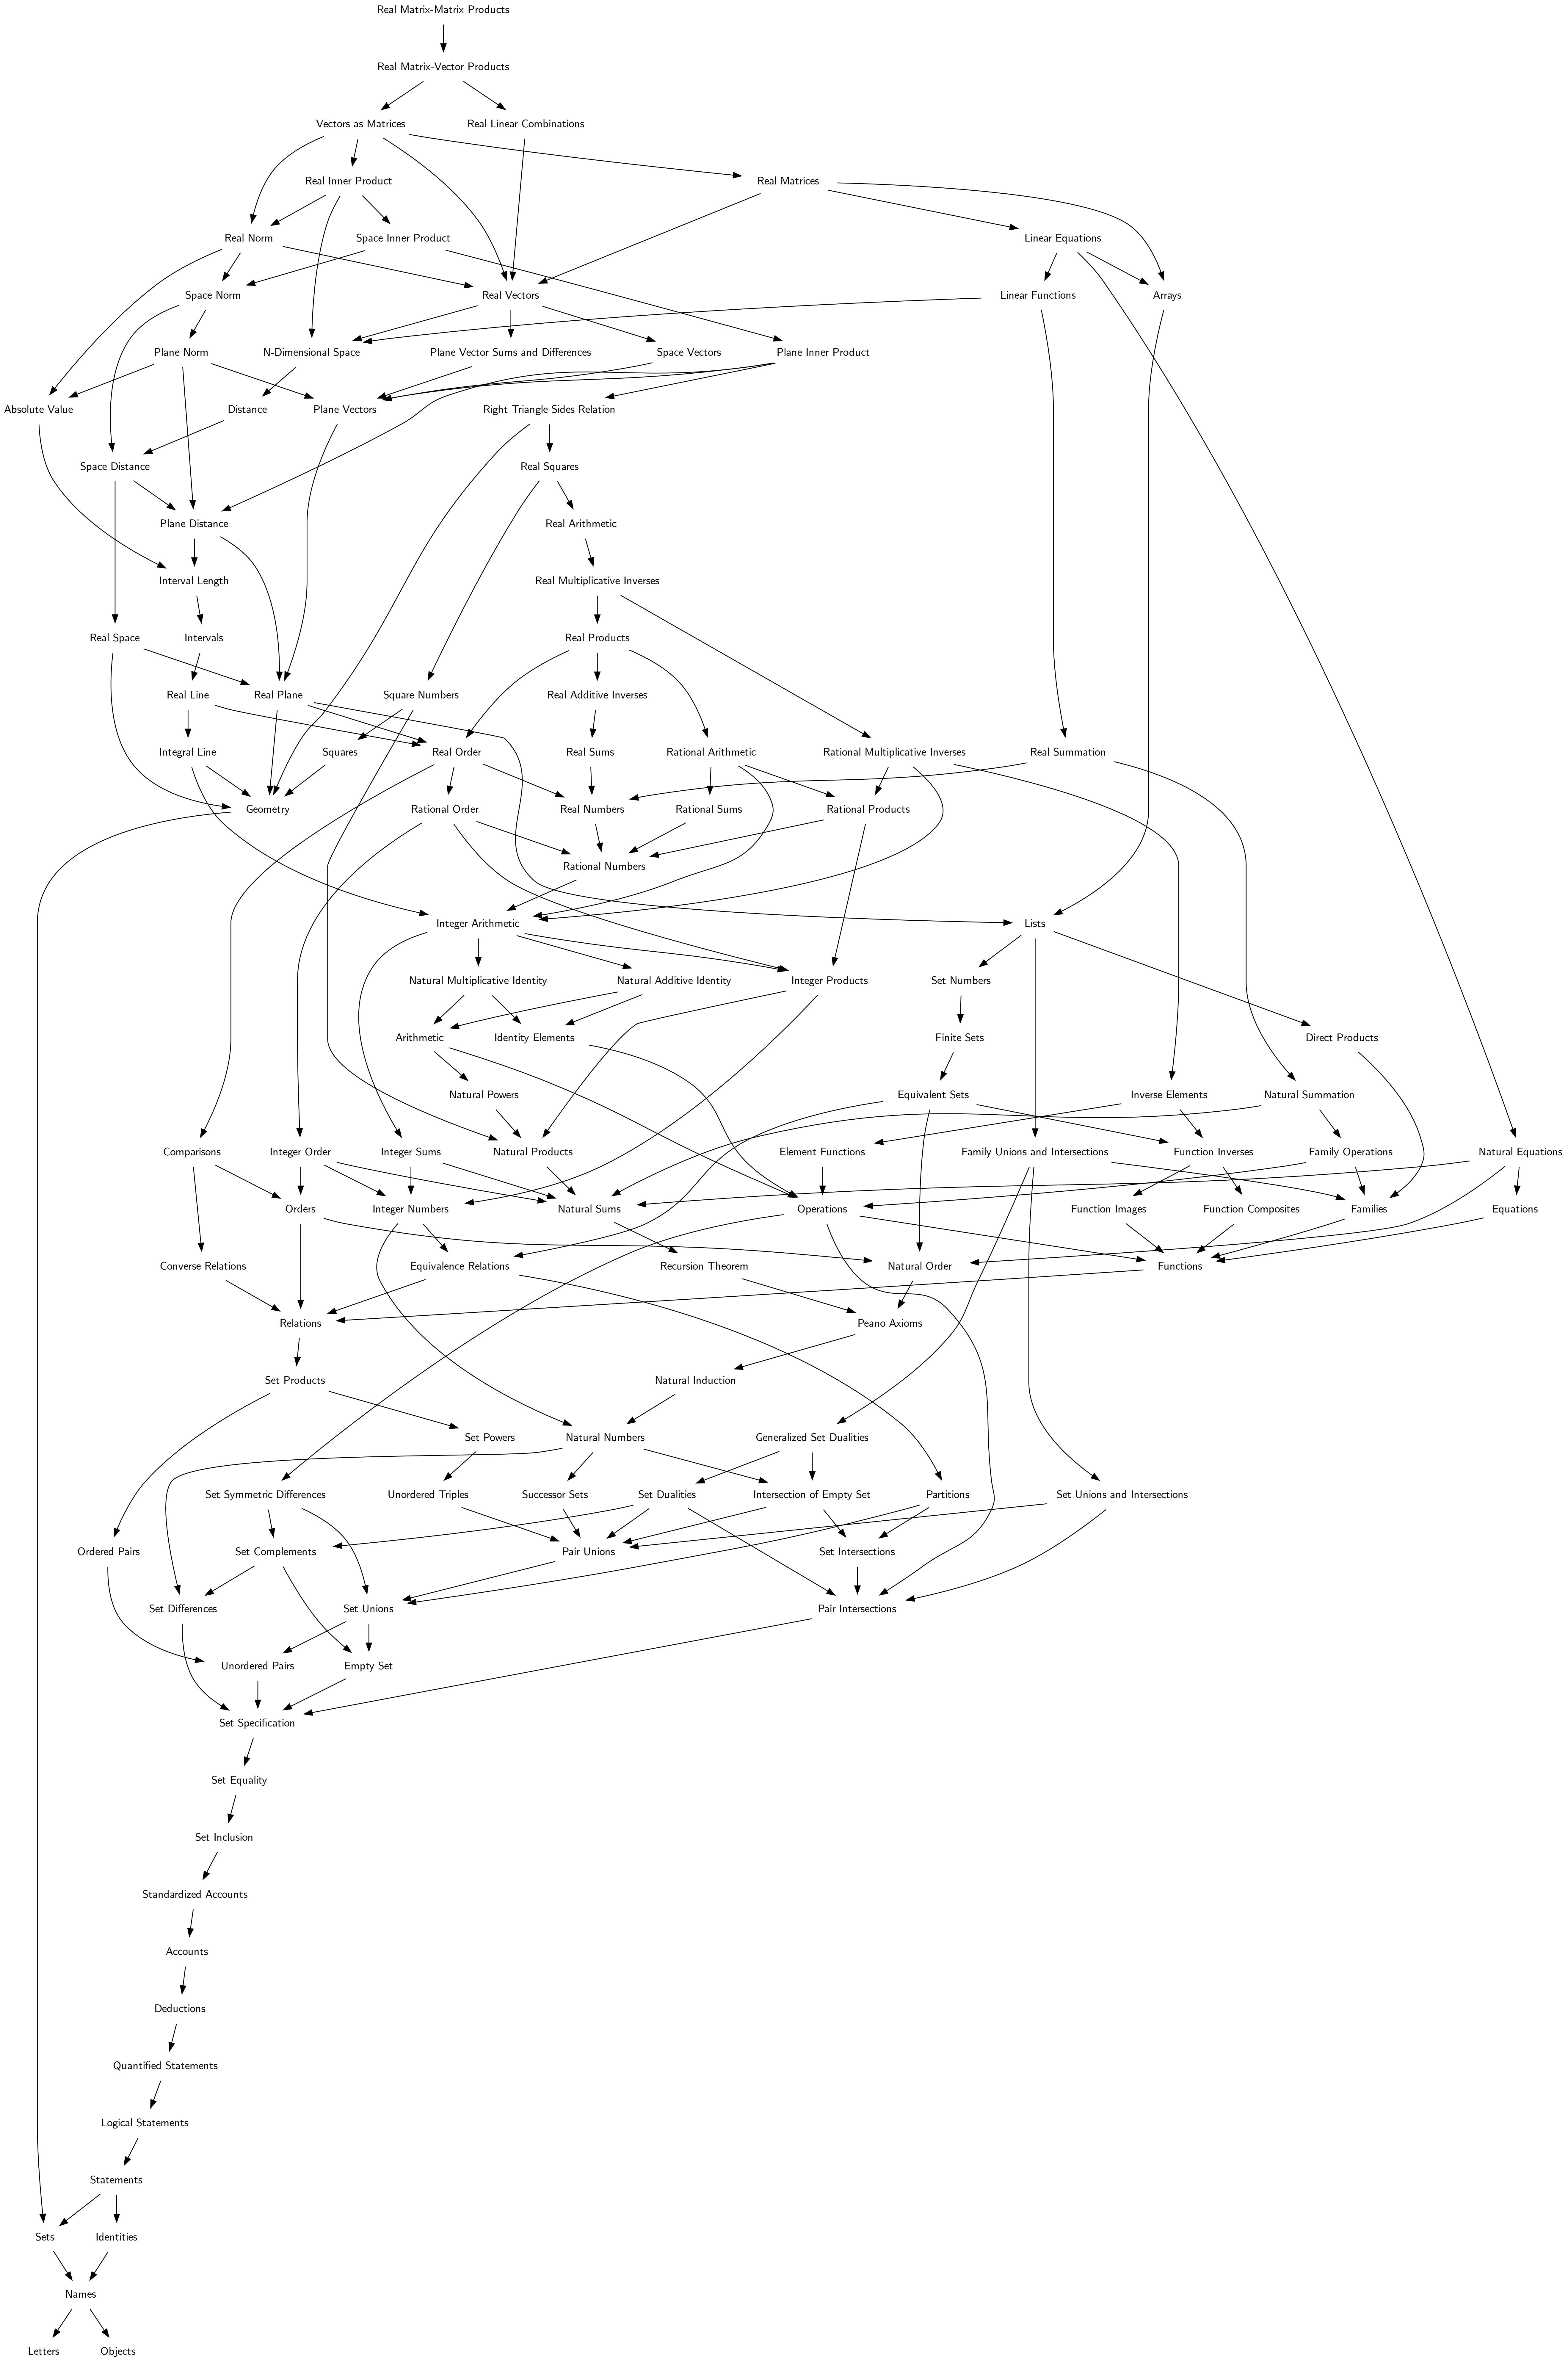 Real Matrix-Matrix Products
Real Matrix-Vector Products
Vectors as Matrices
Real Linear Combinations
Real Inner Product
Real Matrices
Real Norm
Space Inner Product
Linear Equations
Space Norm
Real Vectors
Linear Functions
Arrays
Plane Norm
N-Dimensional Space
Plane Vector Sums and Differences
Space Vectors
Plane Inner Product
Absolute Value
Distance
Plane Vectors
Right Triangle Sides Relation
Space Distance
Real Squares
Plane Distance
Real Arithmetic
Interval Length
Real Multiplicative Inverses
Real Space
Intervals
Real Products
Real Line
Real Plane
Square Numbers
Real Additive Inverses
Integral Line
Squares
Real Order
Real Sums
Rational Arithmetic
Rational Multiplicative Inverses
Real Summation
Geometry
Rational Order
Real Numbers
Rational Sums
Rational Products
Rational Numbers
Integer Arithmetic
Lists
Natural Multiplicative Identity
Natural Additive Identity
Integer Products
Set Numbers
Arithmetic
Identity Elements
Finite Sets
Direct Products
Natural Powers
Equivalent Sets
Inverse Elements
Natural Summation
Comparisons
Integer Order
Integer Sums
Natural Products
Element Functions
Family Unions and Intersections
Function Inverses
Family Operations
Natural Equations
Orders
Integer Numbers
Natural Sums
Operations
Function Images
Function Composites
Families
Equations
Converse Relations
Equivalence Relations
Recursion Theorem
Natural Order
Functions
Relations
Peano Axioms
Set Products
Natural Induction
Set Powers
Natural Numbers
Generalized Set Dualities
Set Symmetric Differences
Unordered Triples
Successor Sets
Set Dualities
Intersection of Empty Set
Partitions
Set Unions and Intersections
Ordered Pairs
Set Complements
Pair Unions
Set Intersections
Set Differences
Set Unions
Pair Intersections
Unordered Pairs
Empty Set
Set Specification
Set Equality
Set Inclusion
Standardized Accounts
Accounts
Deductions
Quantified Statements
Logical Statements
Statements
Sets
Identities
Names
Letters
Objects